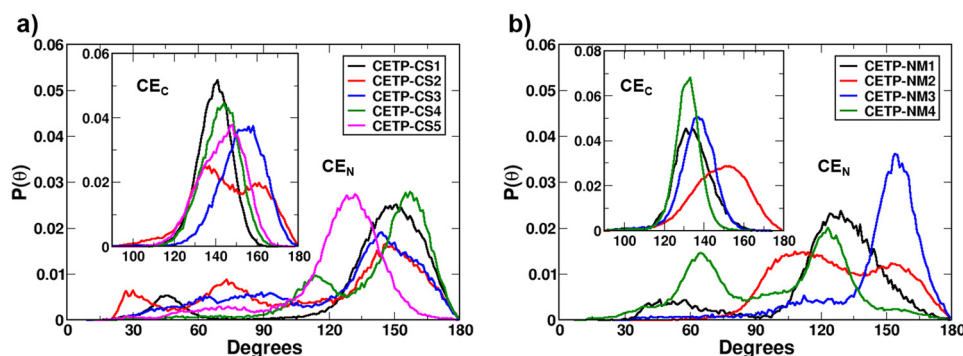 a)
0.06
0.05
0.04
0.03
0.02
0.01
0
P(θ)
0 30 60 90 120 150 180
Degrees
0.06
0.04
0.02
0
100 120 140 160 180
CE_C
CE_N
CETP-CS1
CETP-CS2
CETP-CS3
CETP-CS4
CETP-CS5
b)
0.06
0.05
0.04
0.03
0.02
0.01
0
P(θ)
0 30 60 90 120 150 180
Degrees
0.08
0.06
0.04
0.02
0.00
100 120 140 160 180
CE_C
CE_N
CETP-NM1
CETP-NM2
CETP-NM3
CETP-NM4